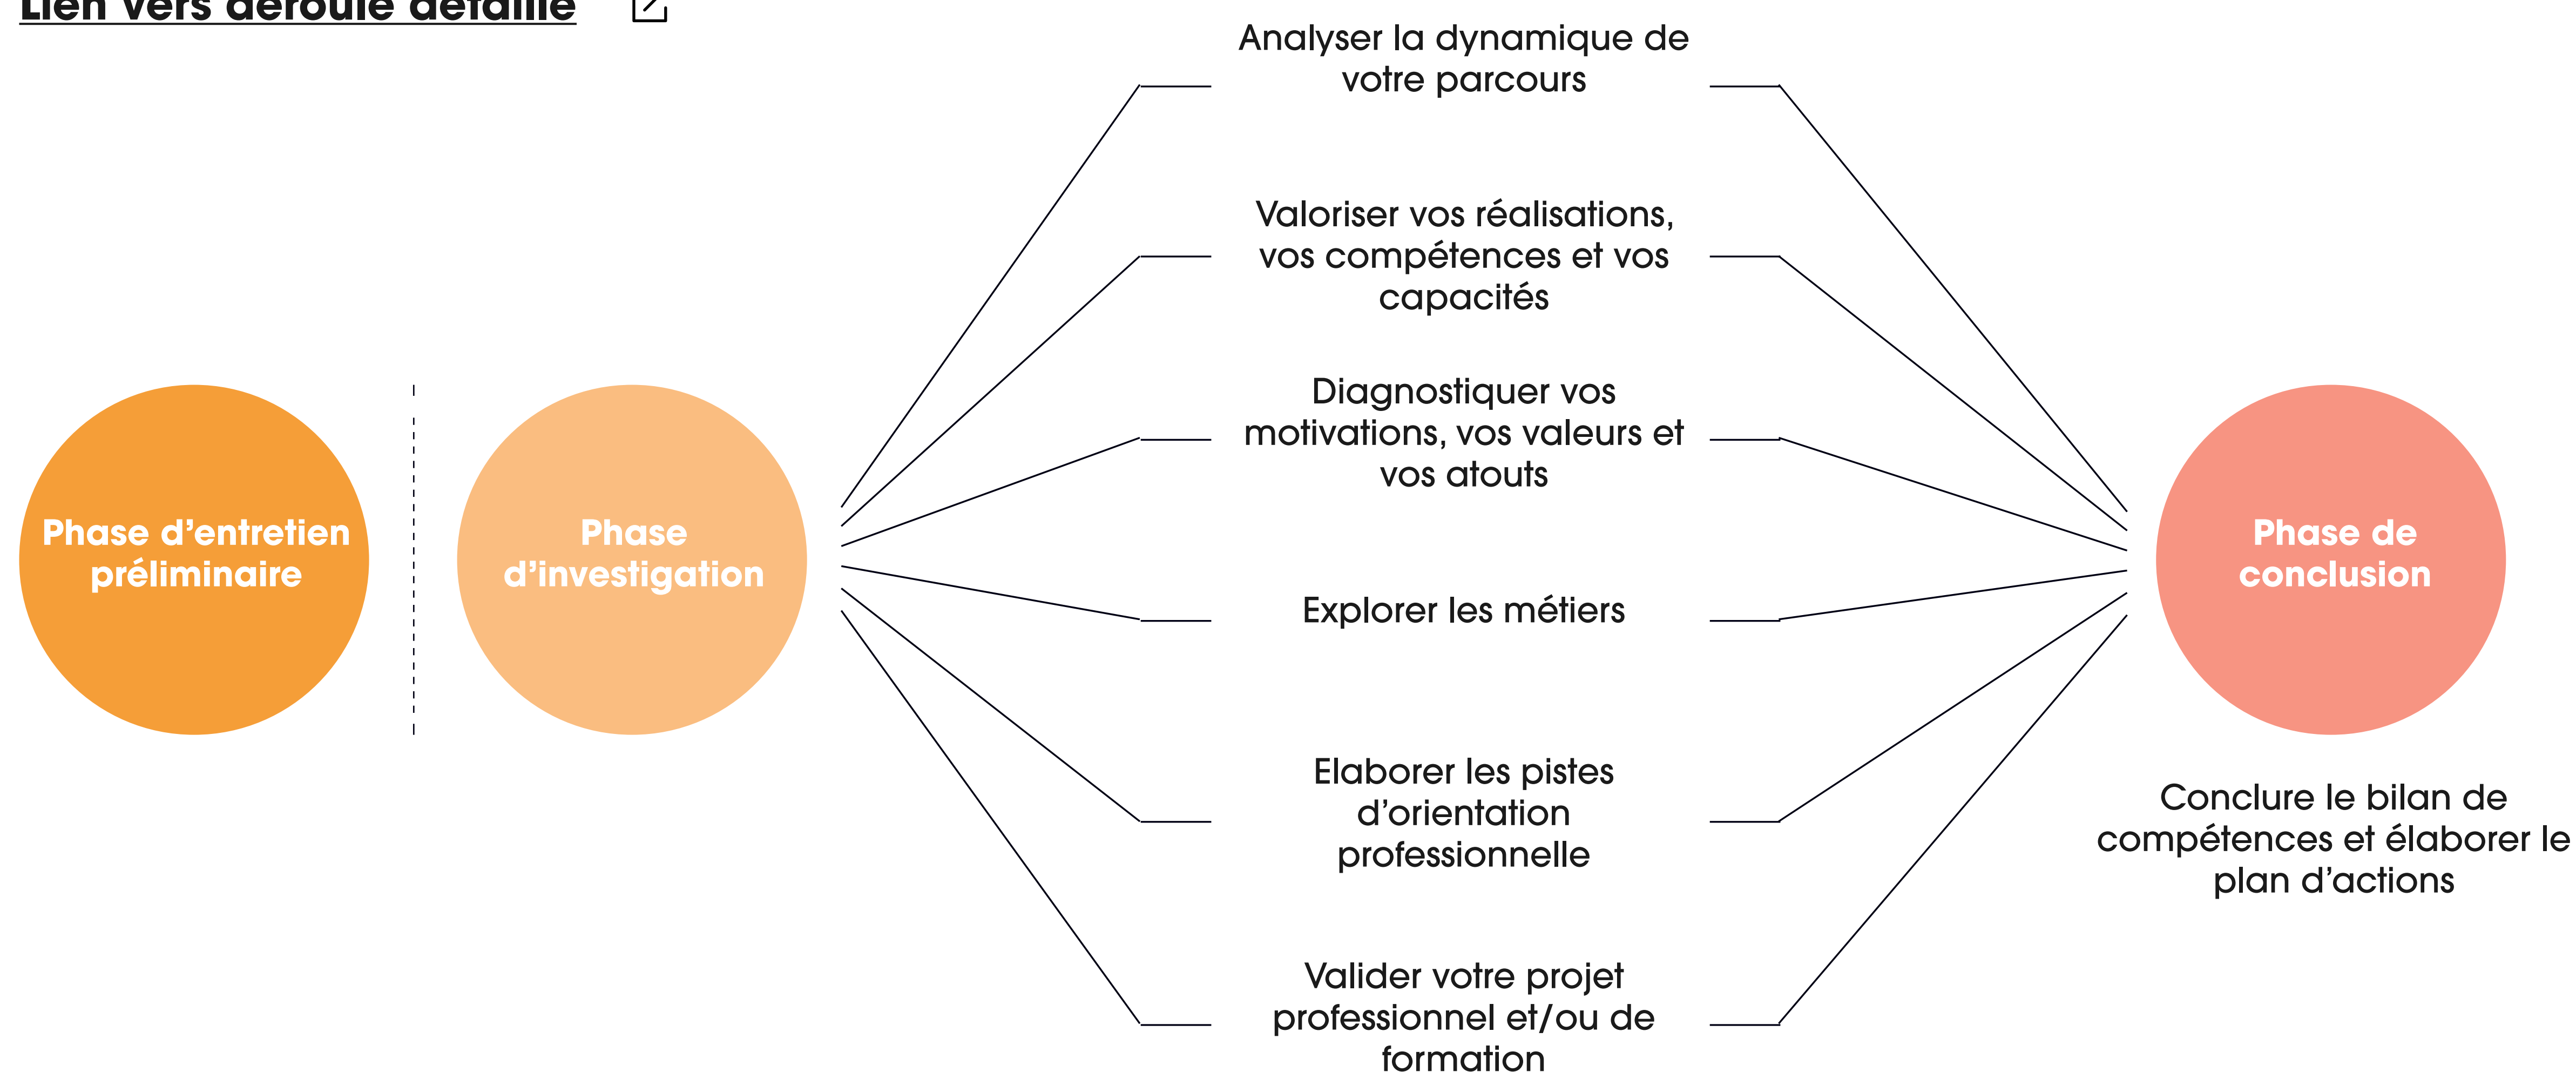 Lien vers déroulé détaillé
Analyser la dynamique de
votre parcours
Valoriser vos réalisations,
vos compétences et vos
capacités
Diagnostiquer vos
motivations, vos valeurs et
vos atouts
Phase d’entretien
préliminaire
Phase
d’investigation
Explorer les métiers
Phase de
conclusion
Elaborer les pistes
d’orientation
professionnelle
Conclure le bilan de
compétences et élaborer le
plan d’actions
Valider votre projet
professionnel et/ou de
formation